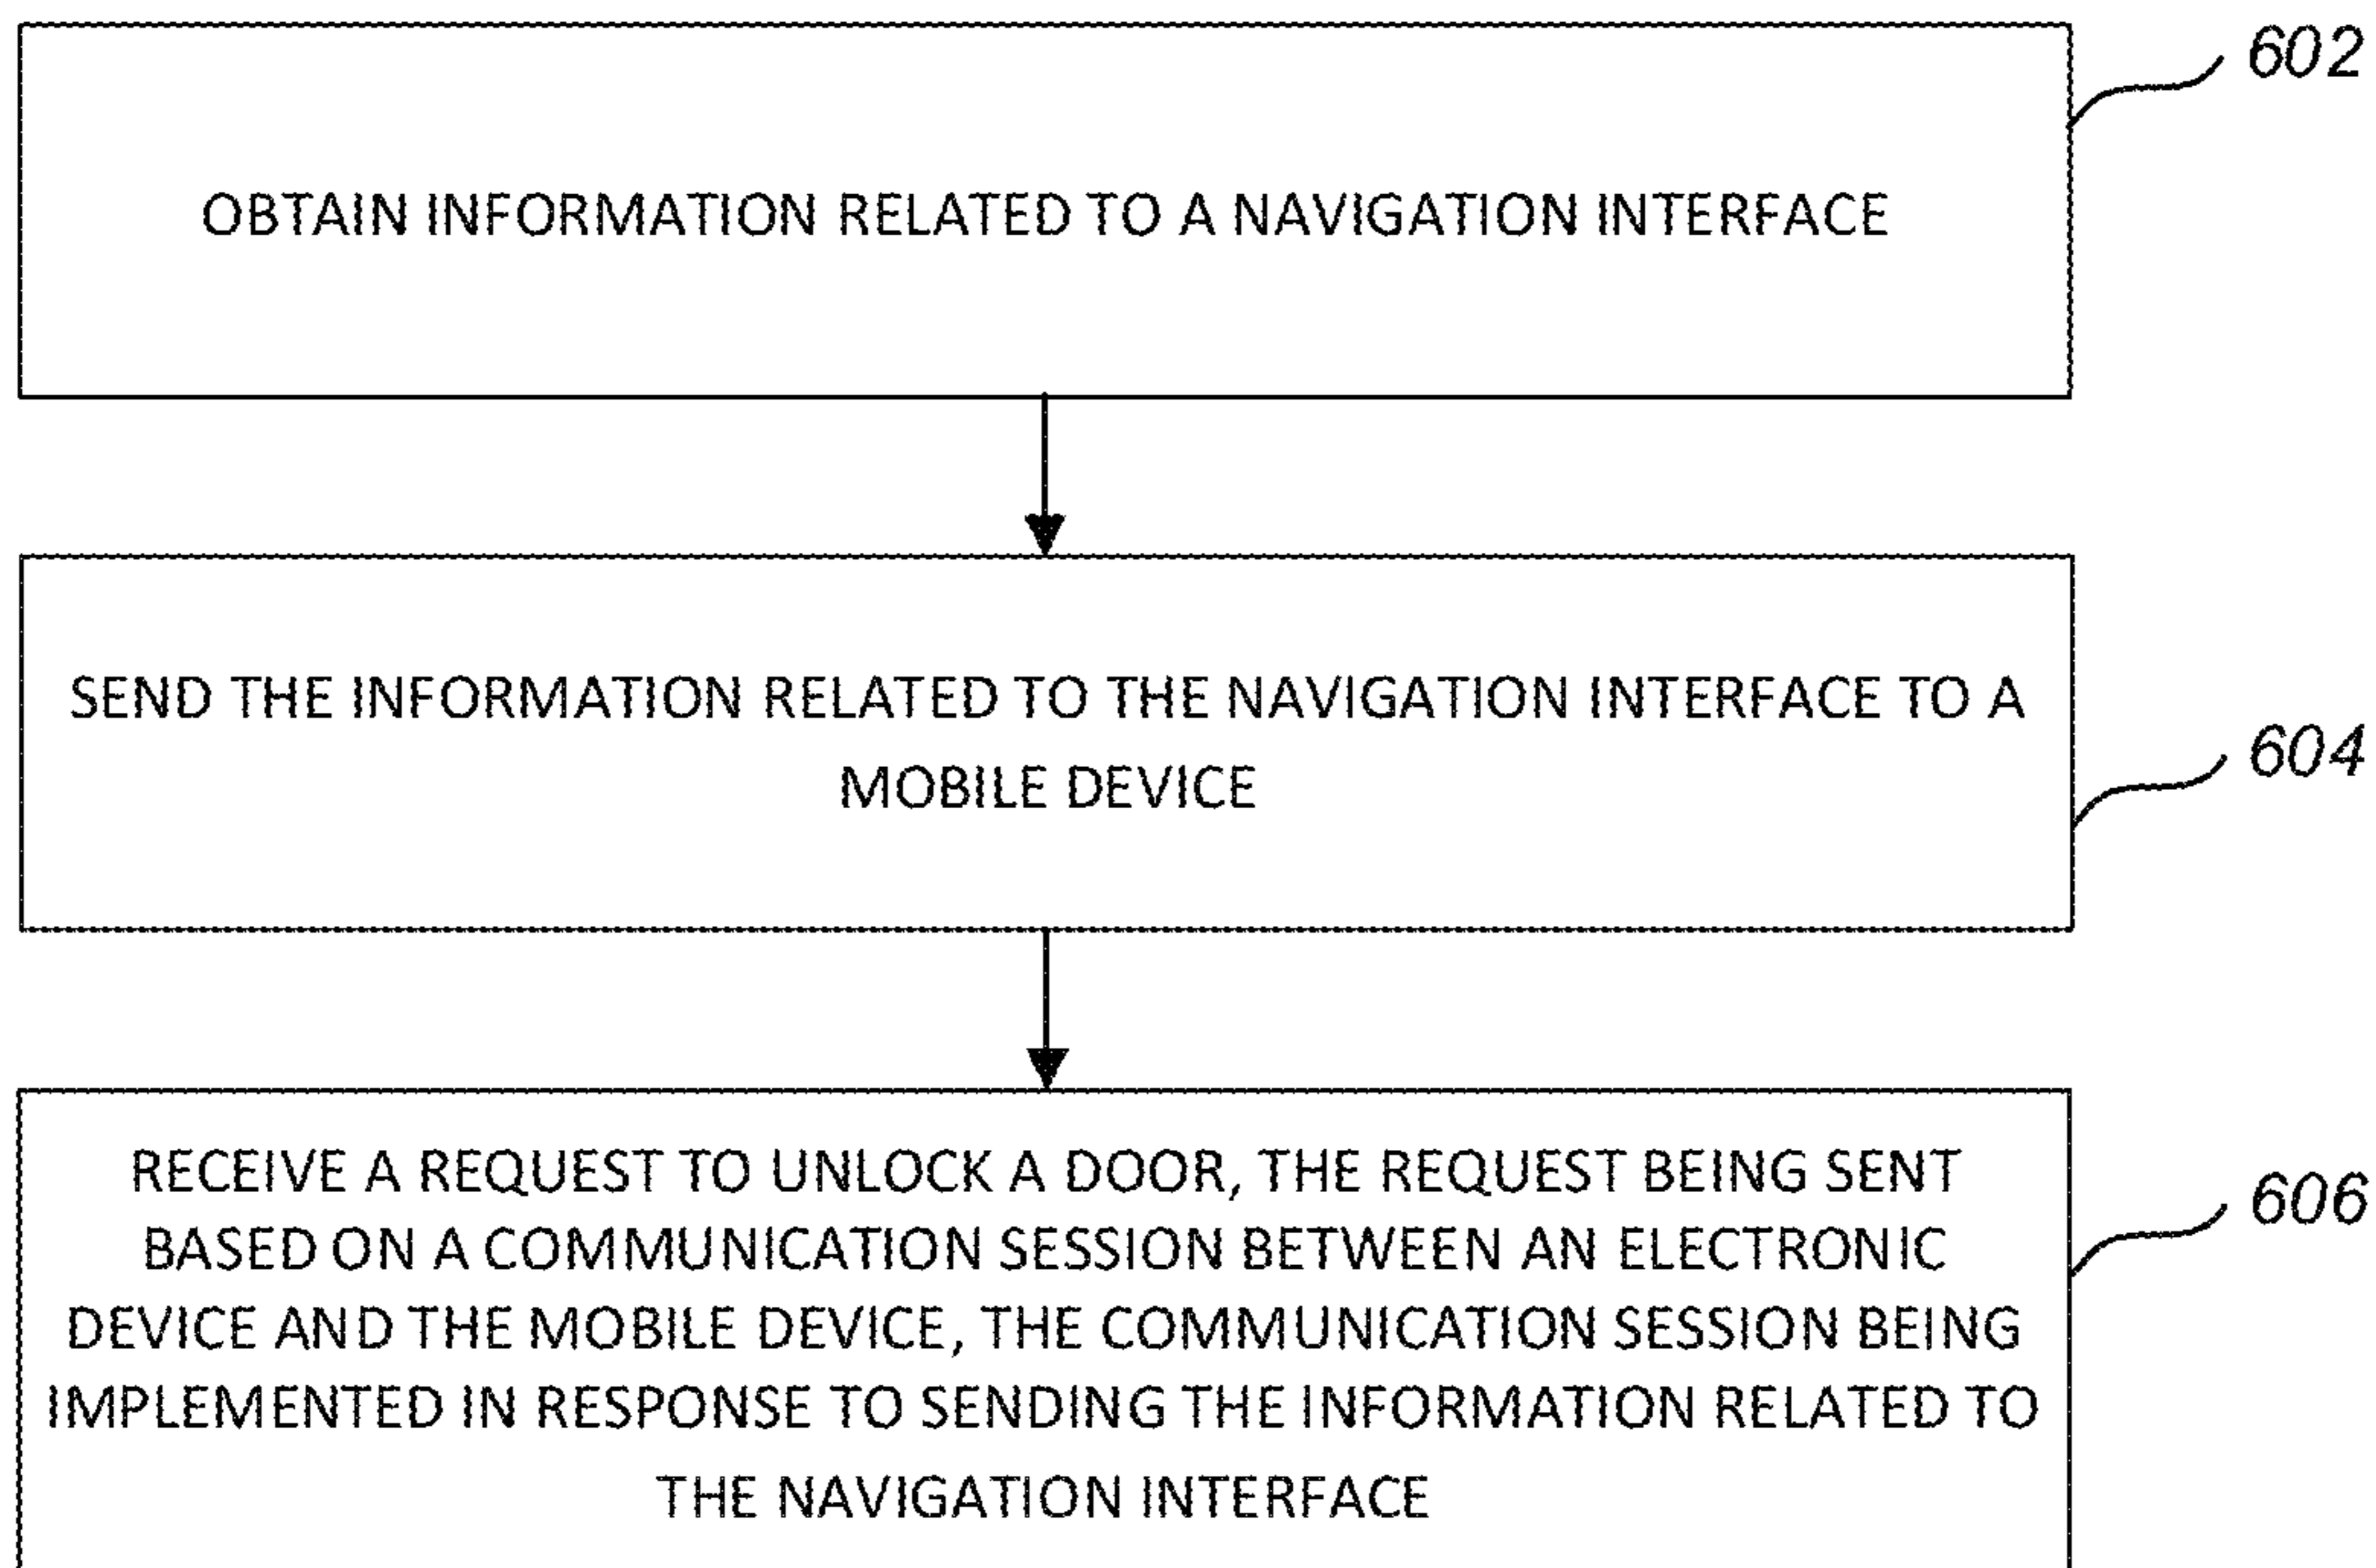 602
OBTAIN INFORMATION RELATED TO A NAVIGATION INTERFACE
SEND THE INFORMATION RELATED TO THE NAVIGATION INTERFACE TO A
MOBILE DEVICE
604
RECEIVE A REQUEST TO UNLOCK A DOOR, THE REQUEST BEING SENT
BASED ON A COMMUNICATION SESSION BETWEEN AN ELECTRONIC
DEVICE AND THE MOBILE DEVICE, THE COMMUNICATION SESSION BEING
IMPLEMENTED IN RESPONSE TO SENDING THE INFORMATION RELATED TO
THE NAVIGATION INTERFACE
606